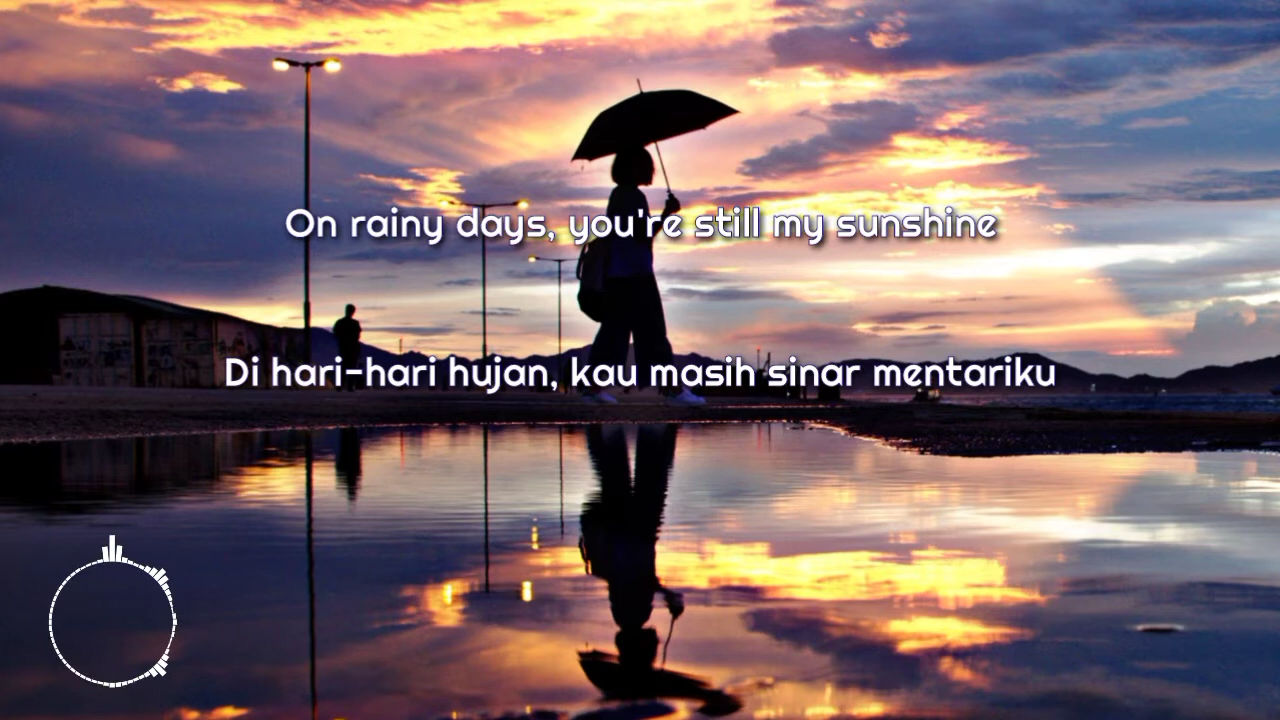 On rainy days, you're still my sunshine
Di hari-hari hujan, kau masih sinar mentariku